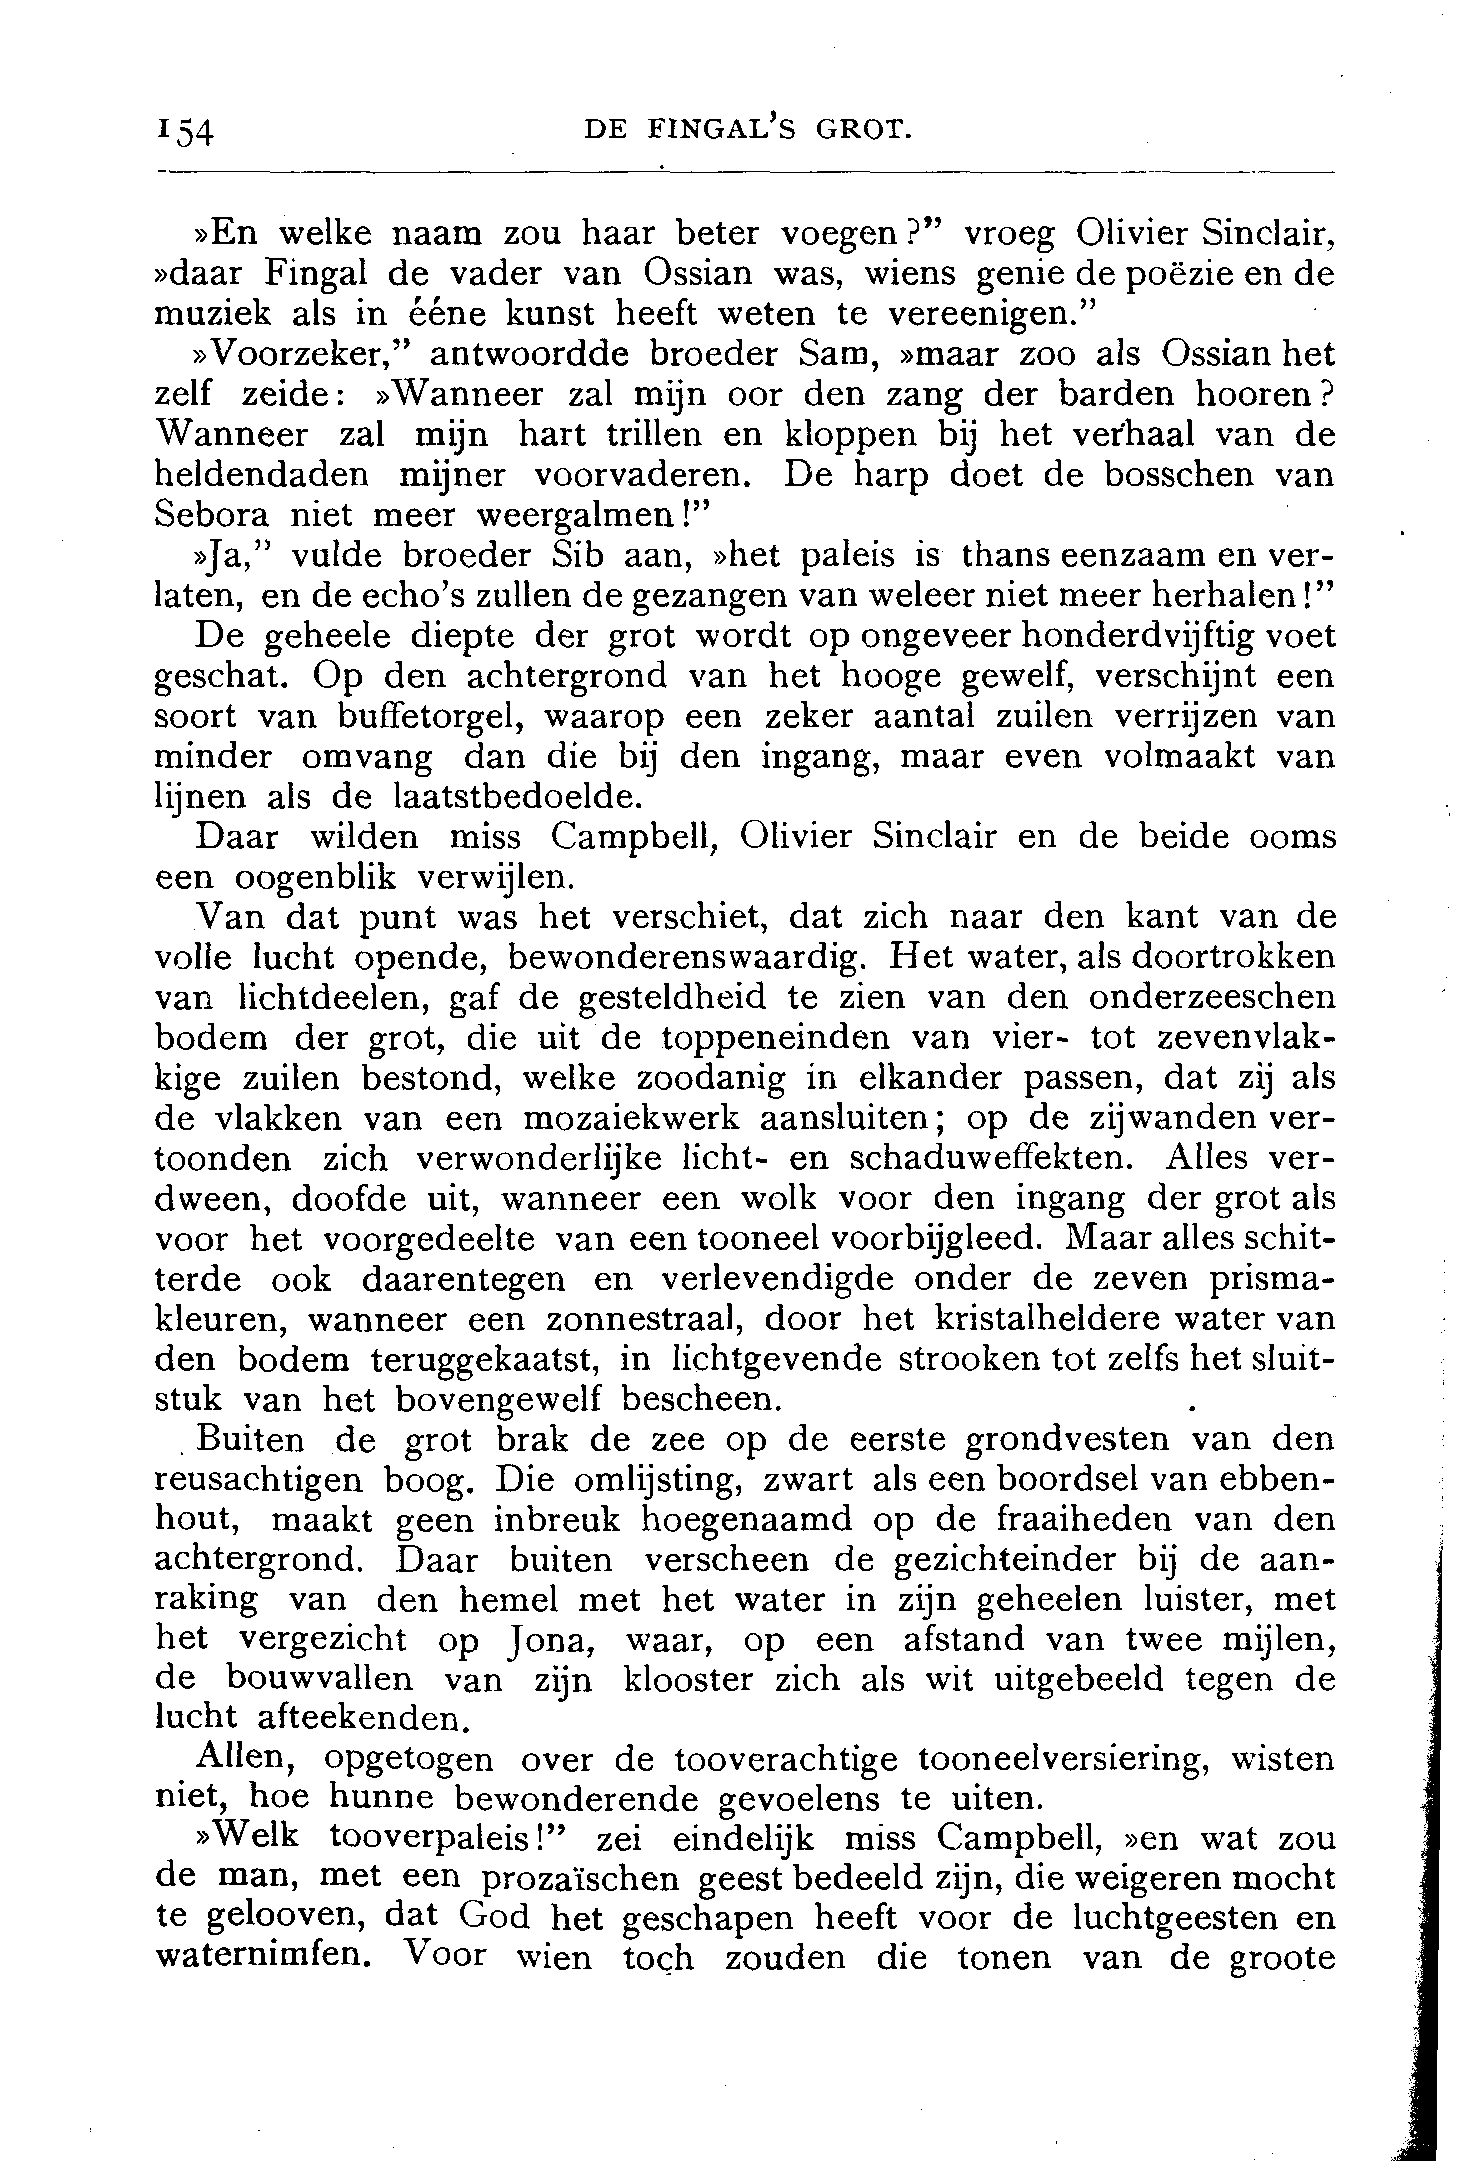 154 DE FINGAL'S GROT.
»En welke naam zou haar beter voegen?” vroeg Olivier Sinclair,
»daar Fingal de vader van Ossian was, wiens genie de poëzie en de
muziek als in ééne kunst heeft weten te vereenigen.”
»Voorzeker,” antwoordde broeder Sam, »maar zoo als Ossian het
zelf zeide: »Wanneer zal mijn oor den zang der barden hooren?
Wanneer zal mijn hart trillen en kloppen bij het verhaal van de
heldendaden mijner voorvaderen. De harp doet de bosschen van
Sebora niet meer weergalmen!”
»Ja,” vulde broeder Sib aan, »het paleis is thans eenzaam en ver-
laten, en de echo's zullen de gezangen van weleer niet meer herhalen!”
De geheele diepte der grot wordt op ongeveer honderdvijftig voet
geschat. Op den achtergrond van het hooge gewelf, verschijnt een
soort van buffetorgel, waarop een zeker aantal zuilen verrijzen van
minder omvang dan die bij den ingang, maar even volmaakt van
lijnen als de laatstbedoelde.
Daar wilden miss Campbell, Olivier Sinclair en de beide ooms
een oogenblik verwijlen.
Van dat punt was het verschiet, dat zich naar den kant van de
volle lucht opende, bewonderenswaardig. Het water, als doortrokken
van lichtdeelen, gaf de gesteldheid te zien van den onderzeeschen
bodem der grot, die uit de toppeneinden van vier- tot zevenvlak-
kige zuilen bestond, welke zoodanig in elkander passen, dat zij als
de vlakken van een mozaiekwerk aansluiten; op de zijwanden ver-
toonden zich verwonderlijke licht- en schaduweffekten. Alles ver-
dween, doofde uit, wanneer een wolk voor den ingang der grot als
voor het voorgedeelte van een tooneel voorbijgleed. Maar alles schit-
terde ook daarentegen en verlevendigde onder de zeven prisma-
kleuren, wanneer een zonnestraal, door het kristalheldere water van
den bodem teruggekaatst, in lichtgevende strooken tot zelfs het sluit-
stuk van het bovengewelf bescheen.
Buiten de grot brak de zee op de eerste grondvesten van den
reusachtigen boog. Die omlijsting, zwart als een boordsel van ebben-
hout, maakt geen inbreuk hoegenaamd op de fraaiheden van den
achtergrond. Daar buiten verscheen de gezichteinder bij de aan-
raking van den hemel met het water in zijn geheelen luister, met
het vergezicht op Jona, waar, op een afstand van twee mijlen,
de bouwvallen van zijn klooster zich als wit uitgebeeld tegen de
lucht afteekenden.
Allen, opgetogen over de tooverachtige tooneelversiering, wisten
niet, hoe hunne bewonderende gevoelens te uiten.
»Welk tooverpaleis!” zei eindelijk miss Campbell, »en wat zou
de man, met een prozaïschen geest bedeeld zijn, die weigeren mocht
te gelooven, dat God het geschapen heeft voor de luchtgeesten en
waternimfen. Voor wien toch zouden die tonen van de groote